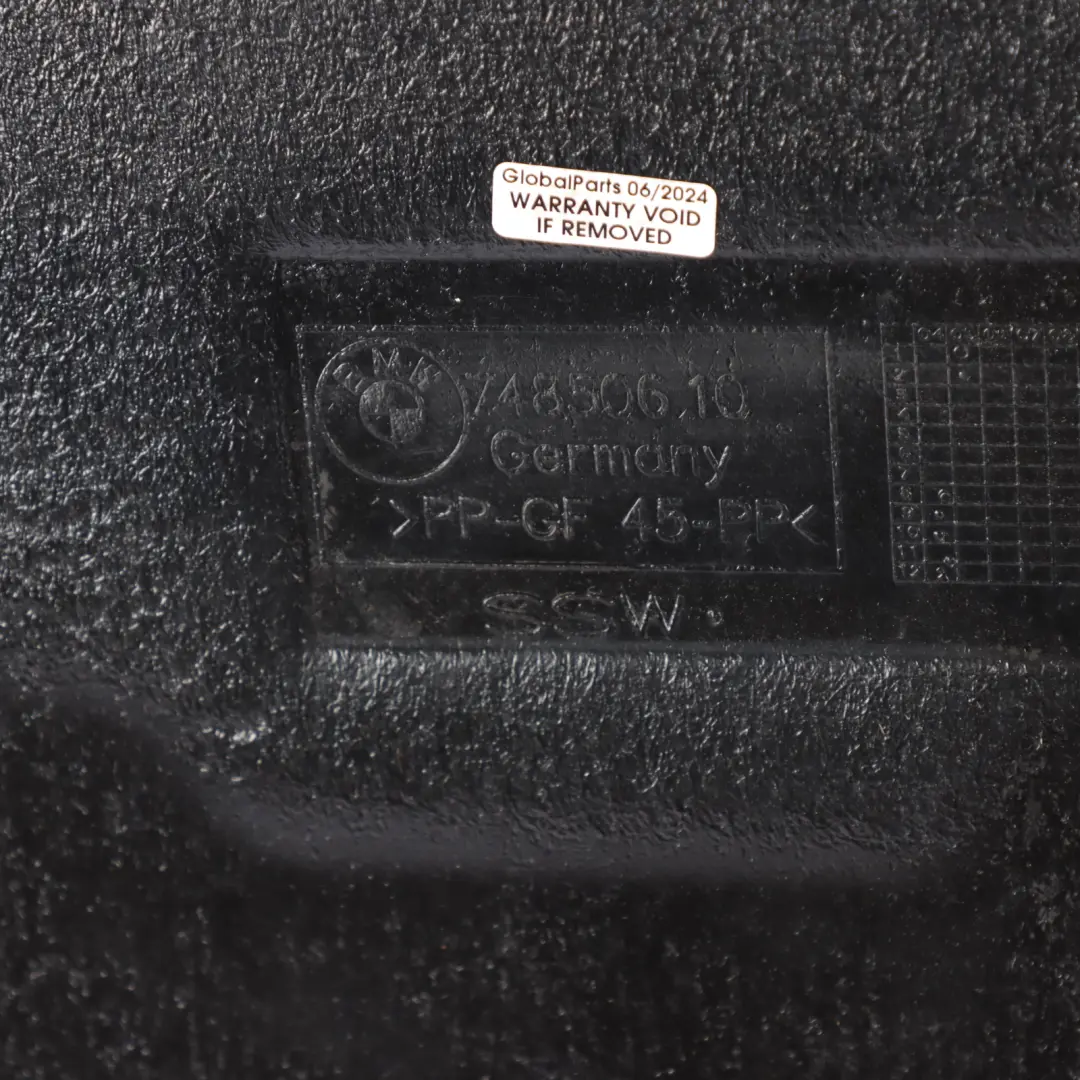 GlobalParts 06/2024
WARRANTY VOID
IF REMOVED
BMW
748506.10
Germany
>PP-GF 45-PP<
SSW